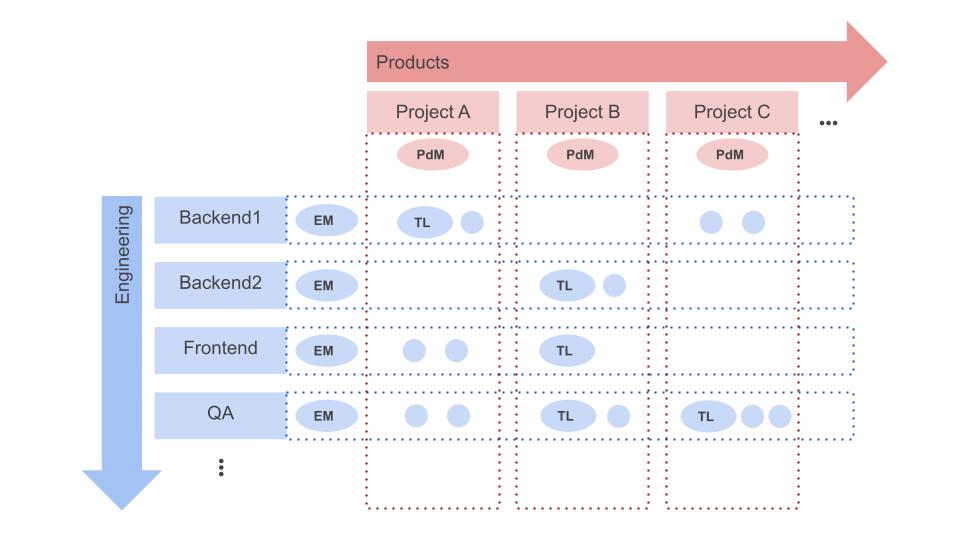 Products
Project A Project B Project C ...
PdM PdM PdM
Engineering
Backend1 EM TL
Backend2 EM TL
Frontend EM TL
QA EM TL TL